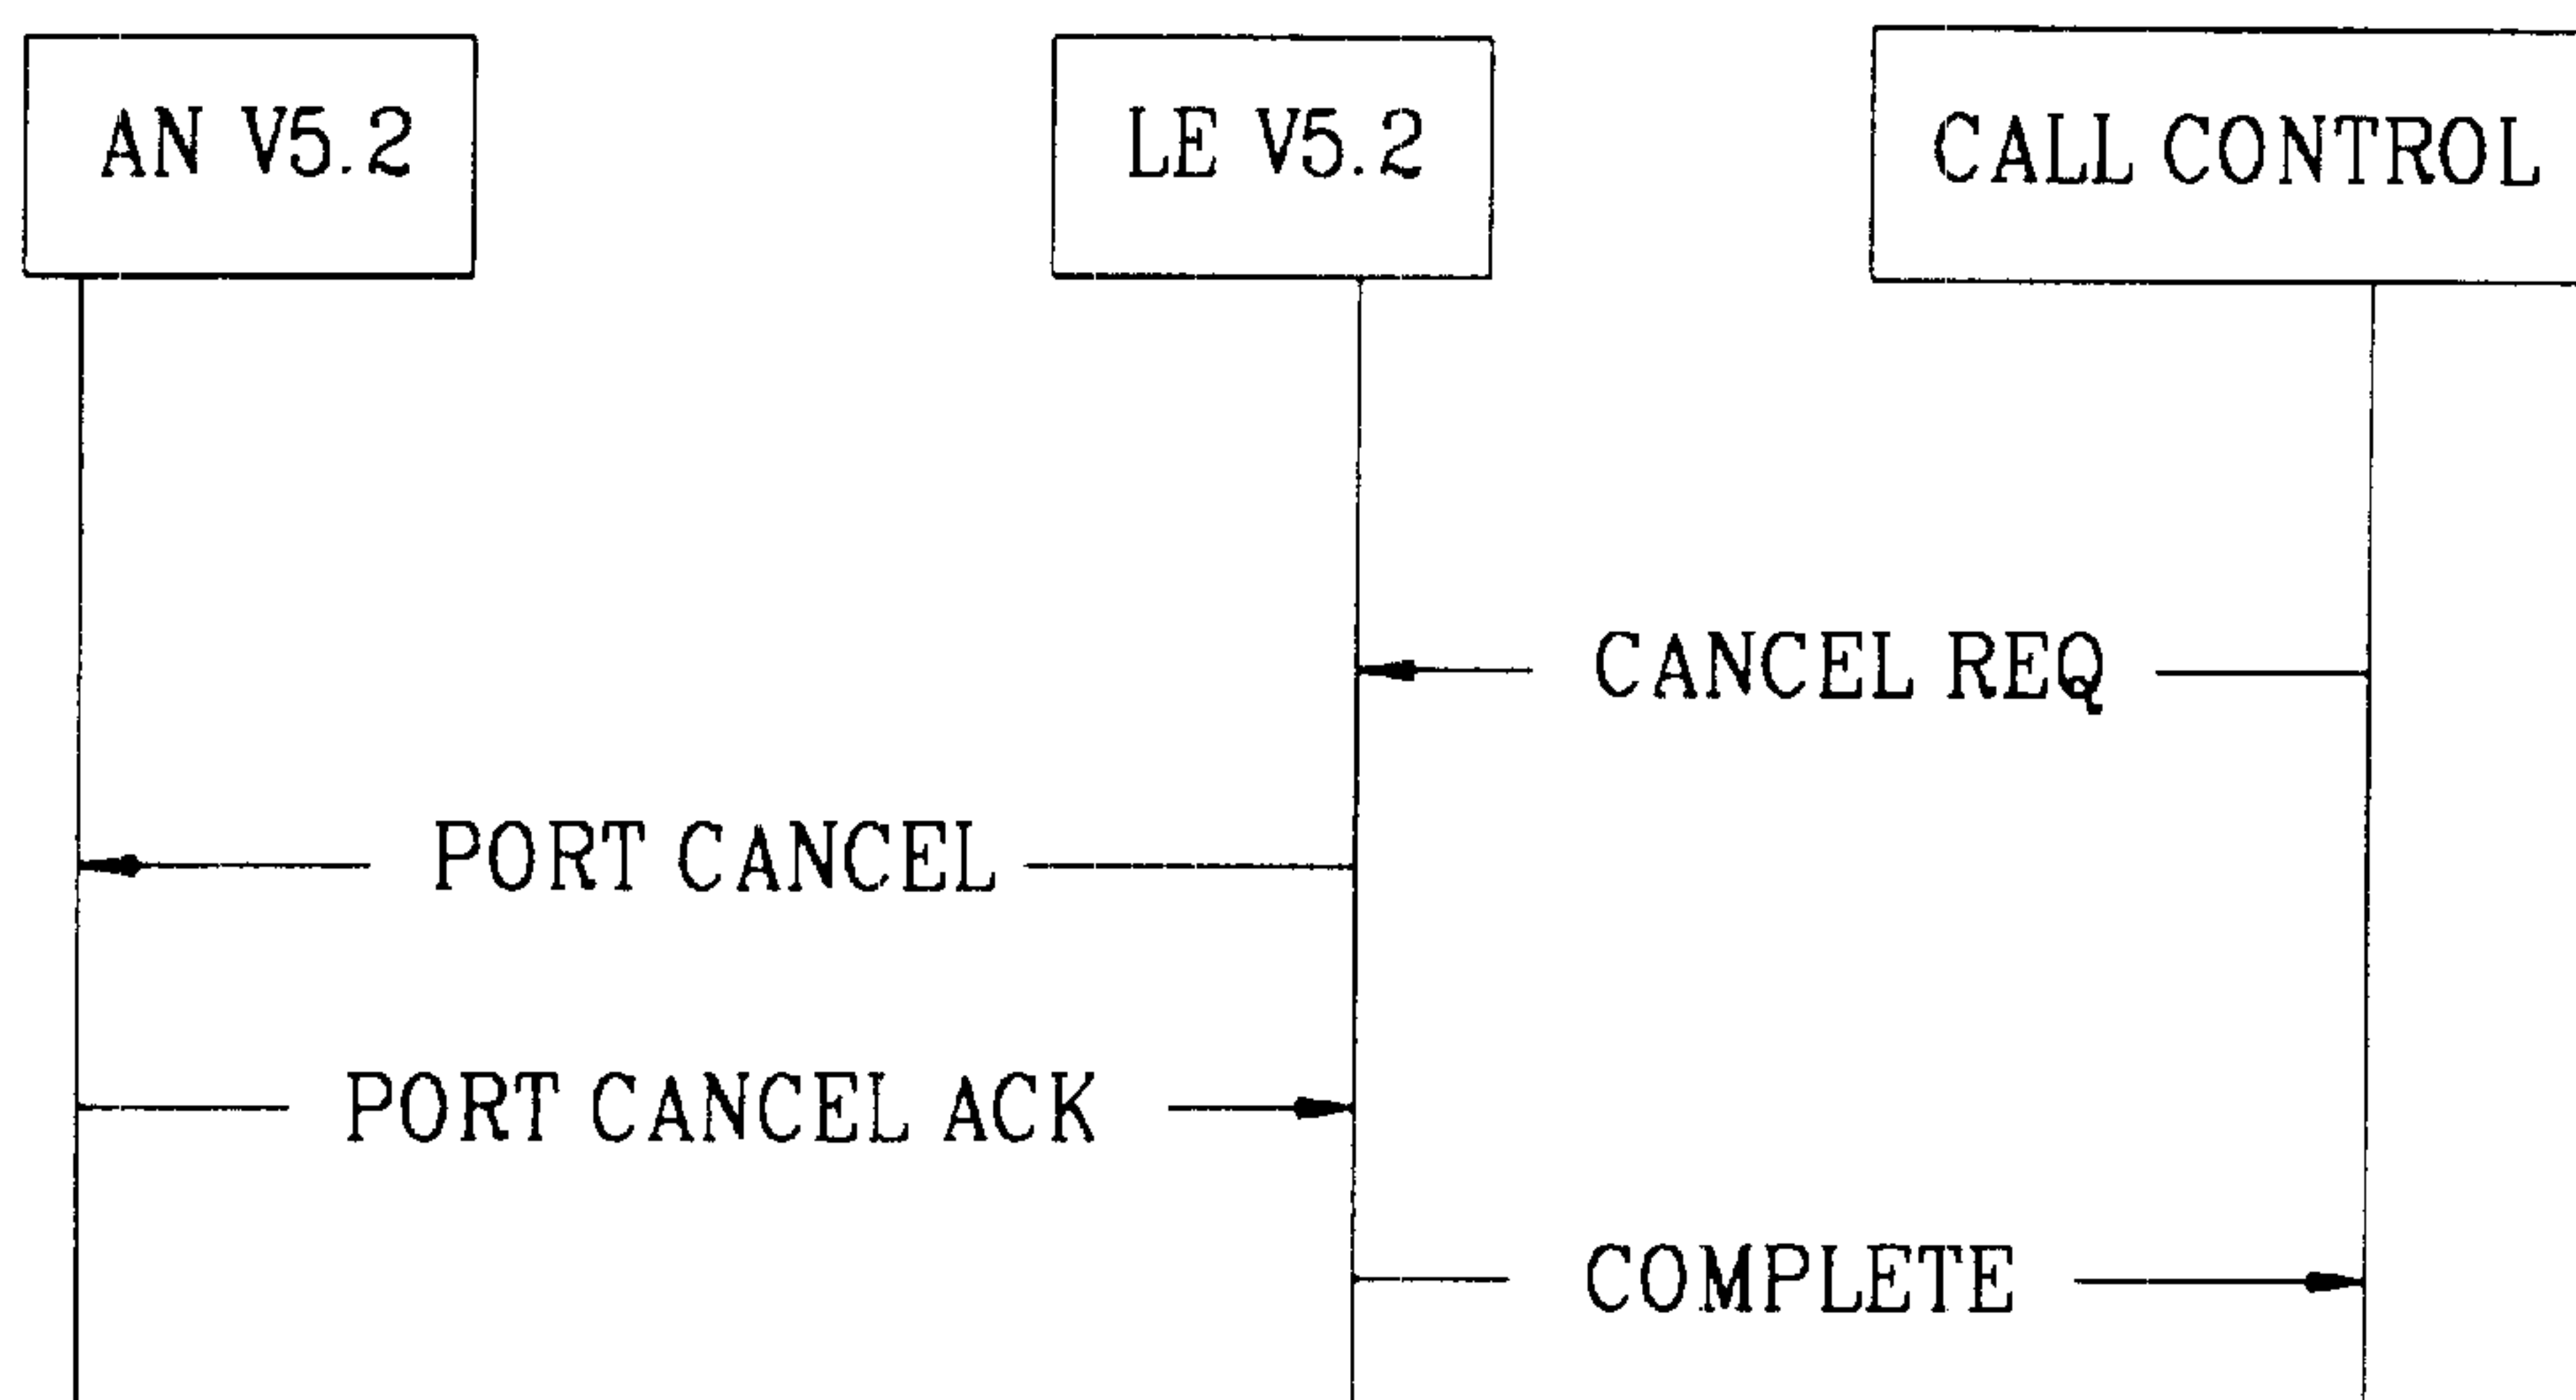 AN V5.2
LE V5.2
CALL CONTROL
CANCEL REQ
PORT CANCEL
PORT CANCEL ACK
COMPLETE